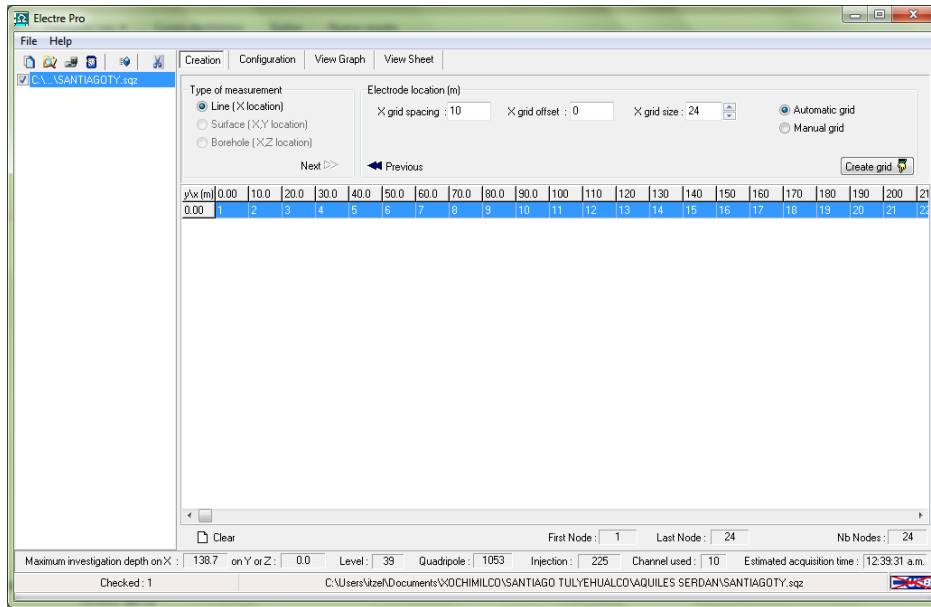 Electre Pro
File Help
C:\...\SANTIAGOTY.sqz
Creation Configuration View Graph View Sheet
Type of measurement
Line (X location)
Surface (X,Y location)
Borehole (X,Z location)
Next
Electrode location (m)
X grid spacing : 10 X grid offset : 0 X grid size : 24
Automatic grid
Manual grid
Previous
Create grid
y\x (m) 0.00 10.0 20.0 30.0 40.0 50.0 60.0 70.0 80.0 90.0 100 110 120 130 140 150 160 170 180 190 200 21
0.00 1 2 3 4 5 6 7 8 9 10 11 12 13 14 15 16 17 18 19 20 21 22
Clear
First Node : 1 Last Node : 24 Nb Nodes : 24
Maximum investigation depth on X : 138.7 on Y or Z : 0.0 Level : 39 Quadripole : 1053 Injection : 225 Channel used : 10 Estimated acquisition time : 12:39:31 a.m.
Checked : 1
C:\Users\itzel\Documents\XOCHIMILCO\SANTIAGO TULYEHUALCO\AQUILES SERDAN\SANTIAGOTY.sqz